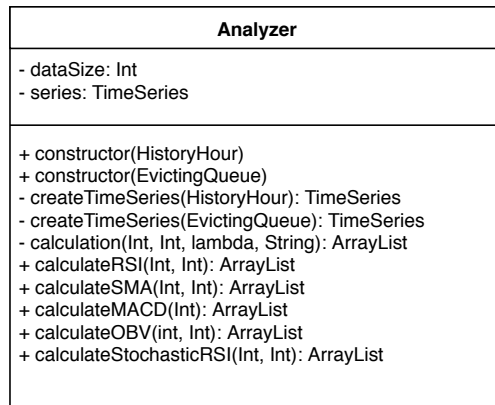 Analyzer
- dataSize: Int
- series: TimeSeries
+ constructor(HistoryHour)
+ constructor(EvictingQueue)
- createTimeSeries(HistoryHour): TimeSeries
- createTimeSeries(EvictingQueue): TimeSeries
- calculation(Int, Int, lambda, String): ArrayList
+ calculateRSI(Int, Int): ArrayList
+ calculateSMA(Int, Int): ArrayList
+ calculateMACD(Int): ArrayList
+ calculateOBV(int, Int): ArrayList
+ calculateStochasticRSI(Int, Int): ArrayList